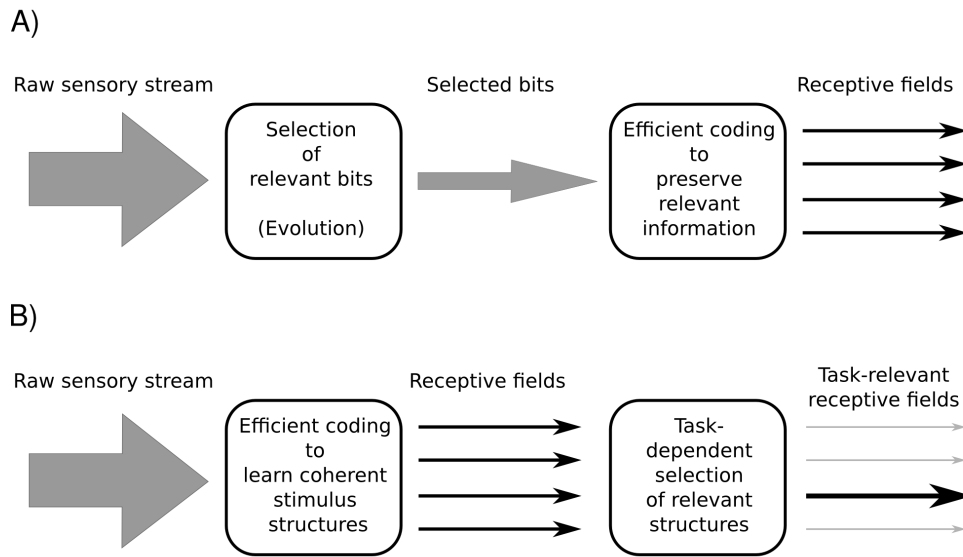 A)
Raw sensory stream
Selected bits
Receptive fields
Selection
of
relevant bits
(Evolution)
Efficient coding
to
preserve
relevant
information
B)
Raw sensory stream
Receptive fields
Task-relevant
receptive fields
Efficient coding
to
learn coherent
stimulus
structures
Task-
dependent
selection
of relevant
structures